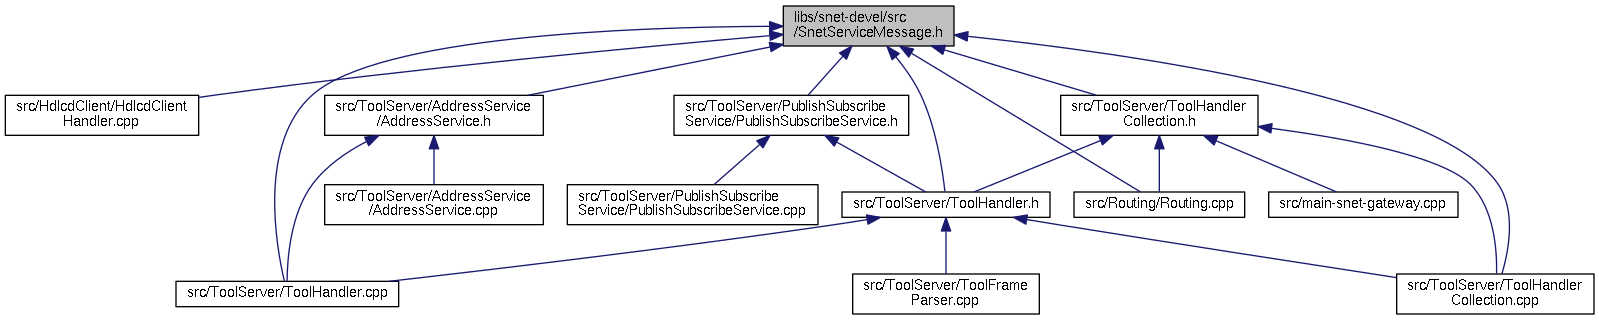 libs/snet-devel/src
/SnetServiceMessage.h
src/HdlcdClient/HdlcdClient
Handler.cpp
src/ToolServer/AddressService
/AddressService.h
src/ToolServer/PublishSubscribe
Service/PublishSubscribeService.h
src/ToolServer/ToolHandler
Collection.h
src/ToolServer/AddressService
/AddressService.cpp
src/ToolServer/PublishSubscribe
Service/PublishSubscribeService.cpp
src/ToolServer/ToolHandler.h
src/Routing/Routing.cpp
src/main-snet-gateway.cpp
src/ToolServer/ToolHandler.cpp
src/ToolServer/ToolFrame
Parser.cpp
src/ToolServer/ToolHandler
Collection.cpp